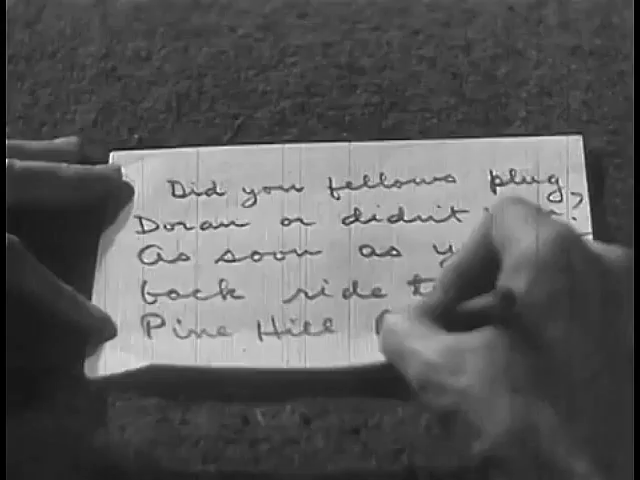 Did you fellows plug
Doran or didn't ?
As soon as
back ride
Pine Hill